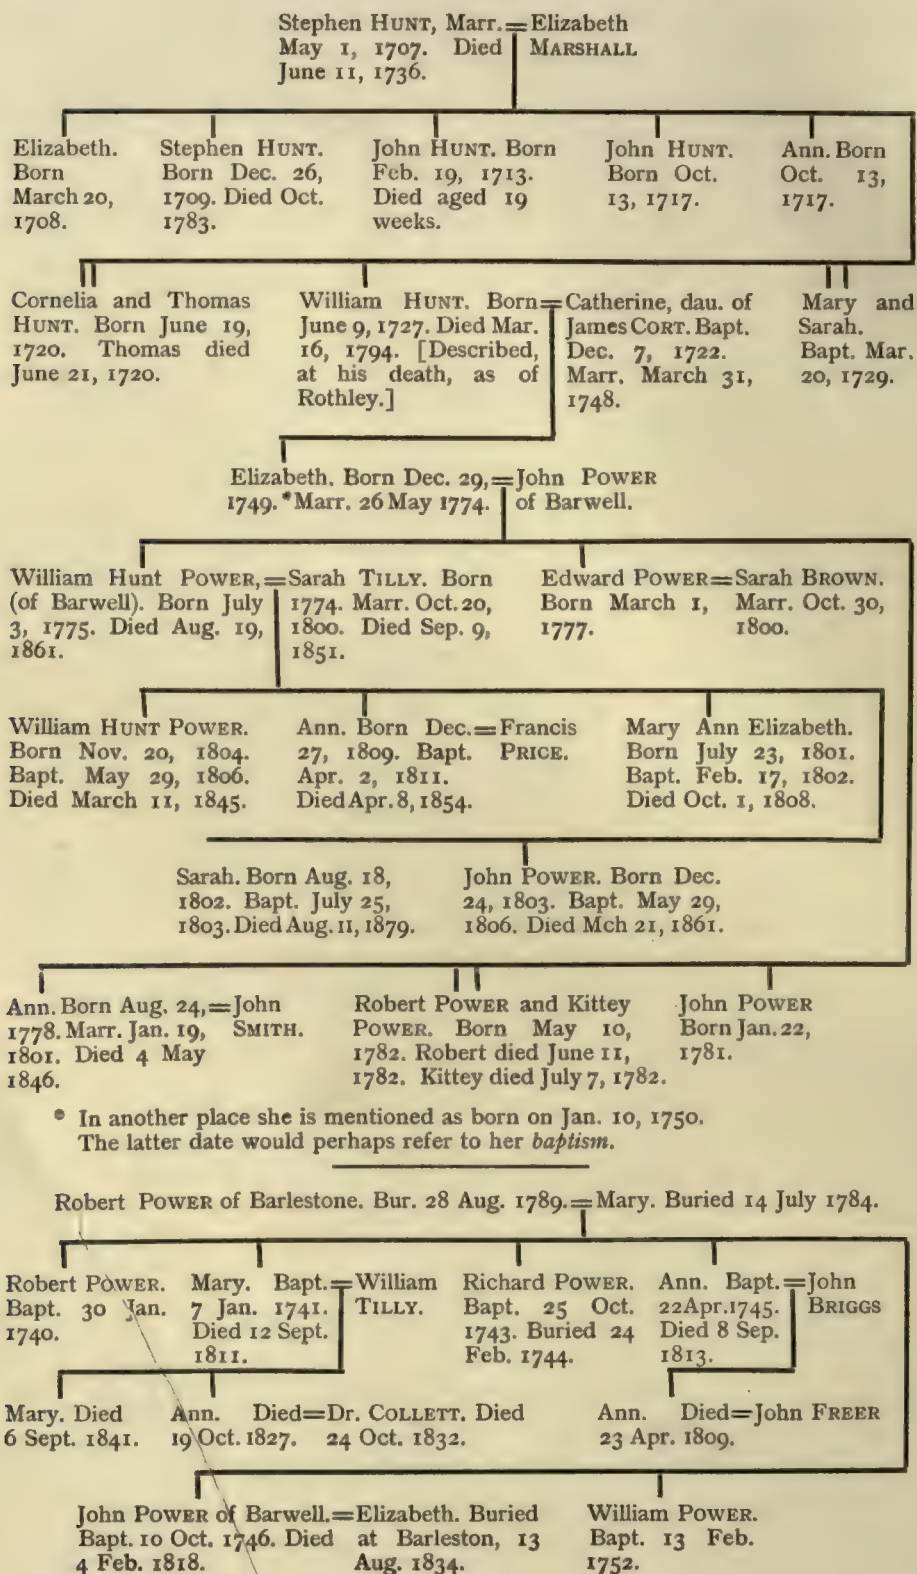 Stephen HUNT, Marr. = Elizabeth
May 1, 1707. Died MARSHALL
June 11, 1736.
Elizabeth. Born March 20, 1708.
Stephen HUNT. Born Dec. 26, 1709. Died Oct. 1783.
John HUNT. Born Feb. 19, 1713. Died aged 19 weeks.
John HUNT. Born Oct. 13, 1717.
Ann. Born Oct. 13, 1717.
Cornelia and Thomas
HUNT. Born June 19,
1720. Thomas died
June 21, 1720.
William HUNT. Born =
June 9, 1727. Died Mar.
16, 1794. [Described,
at his death, as of
Rothley.]
Catherine, dau. of
James CORT. Bapt.
Dec. 7, 1722.
Marr. March 31,
1748.
Mary and
Sarah.
Bapt. Mar.
20, 1729.
Elizabeth. Born Dec. 29, = John POWER
1749.* Marr. 26 May 1774. of Barwell.
William Hunt POWER, =
(of Barwell). Born July
3, 1775. Died Aug. 19,
1861.
Sarah TILLY. Born
1774. Marr. Oct. 20,
1800. Died Sep. 9,
1851.
Edward POWER =
Born March 1,
1777.
Sarah BROWN.
Marr. Oct. 30,
1800.
William HUNT POWER.
Born Nov. 20, 1804.
Bapt. May 29, 1806.
Died March 11, 1845.
Ann. Born Dec. =
27, 1809. Bapt.
Apr. 2, 1811.
Died Apr. 8, 1854.
Francis
PRICE.
Mary Ann Elizabeth.
Born July 23, 1801.
Bapt. Feb. 17, 1802.
Died Oct. 1, 1808.
Sarah. Born Aug. 18,
1802. Bapt. July 25,
1803. Died Aug. 11, 1879.
John POWER. Born Dec.
24, 1803. Bapt. May 29,
1806. Died Mch 21, 1861.
Ann. Born Aug. 24, =
1778. Marr. Jan. 19,
1801. Died 4 May
1846.
John
SMITH.
Robert POWER and Kittey
POWER. Born May 10,
1782. Robert died June 11,
1782. Kittey died July 7, 1782.
John POWER
Born Jan. 22,
1781.
* In another place she is mentioned as born on Jan. 10, 1750.
The latter date would perhaps refer to her baptism.
Robert POWER of Barlestone. Bur. 28 Aug. 1789. = Mary. Buried 14 July 1784.
Robert POWER.
Bapt. 30 Jan.
1740.
Mary. Bapt. =
7 Jan. 1741.
Died 12 Sept.
1811.
William
TILLY.
Richard POWER.
Bapt. 25 Oct.
1743. Buried 24
Feb. 1744.
Ann. Bapt. =
22 Apr. 1745.
Died 8 Sep.
1813.
John
BRIGGS
Mary. Died
6 Sept. 1841.
Ann. Died =
19 Oct. 1827.
Dr. COLLETT. Died
24 Oct. 1832.
Ann. Died = John FREER
23 Apr. 1809.
John POWER of Barwell. =
Bapt. 10 Oct. 1746. Died
4 Feb. 1818.
Elizabeth. Buried
at Barleston, 13
Aug. 1834.
William POWER.
Bapt. 13 Feb.
1752.